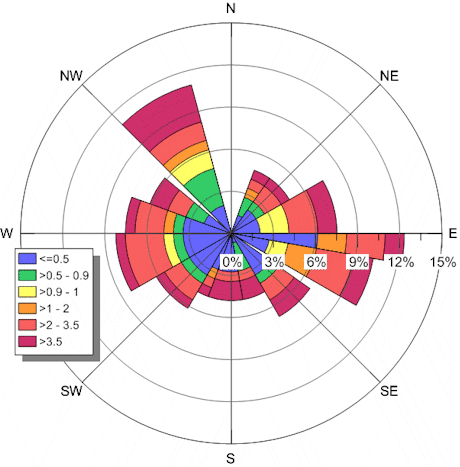 N
NW NE
W E
0% 3% 6% 9% 12% 15%
<=0.5
>0.5 - 0.9
>0.9 - 1
>1 - 2
>2 - 3.5
>3.5
SW SE
S